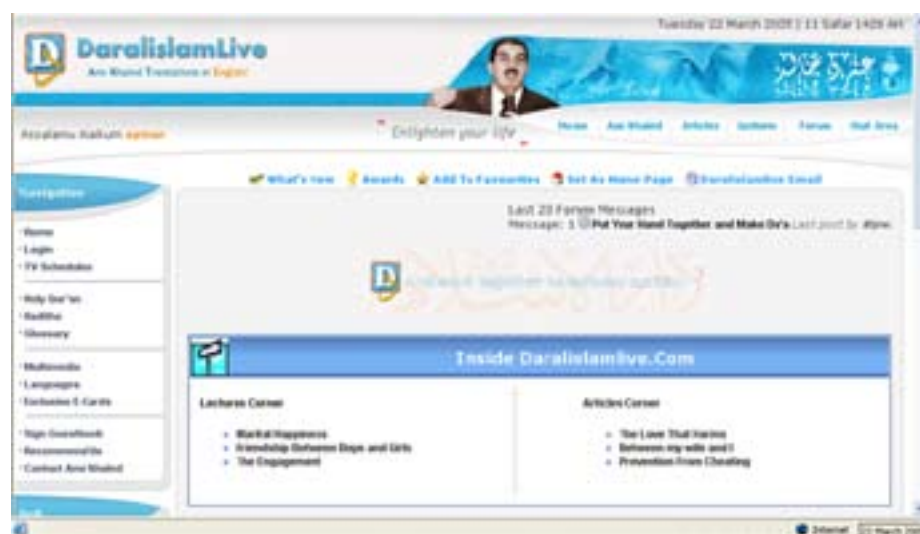 Tuesday 22 March 2005 | 11 Safar 1426 AH
DaralislamLive
Amr Khaled Translations in English
Assalamu Alaikum
"Enlighten your life"
Home Amr Khaled Articles Lectures Forum Chat Area
What's new Awards Add To Favourites Set As Home Page Daralislamlive Email
Navigation
Last 20 Forum Messages
Message: 1 Put Your Hand Together and Make Do'a Last post by
Home
Login
TV Schedules
Holy Qur'an
Hadiths
Glossary
Inside Daralislamlive.Com
Multimedia
Languages
Exclusive E-Cards
Lectures Corner Articles Corner
Sign Guestbook
Recommend Us
Contact Amr Khaled
Marital Happiness
Friendship Between Boys and Girls
The Engagement
The Love That Harms
Between my wife and I
Prevention From Cheating
Internet